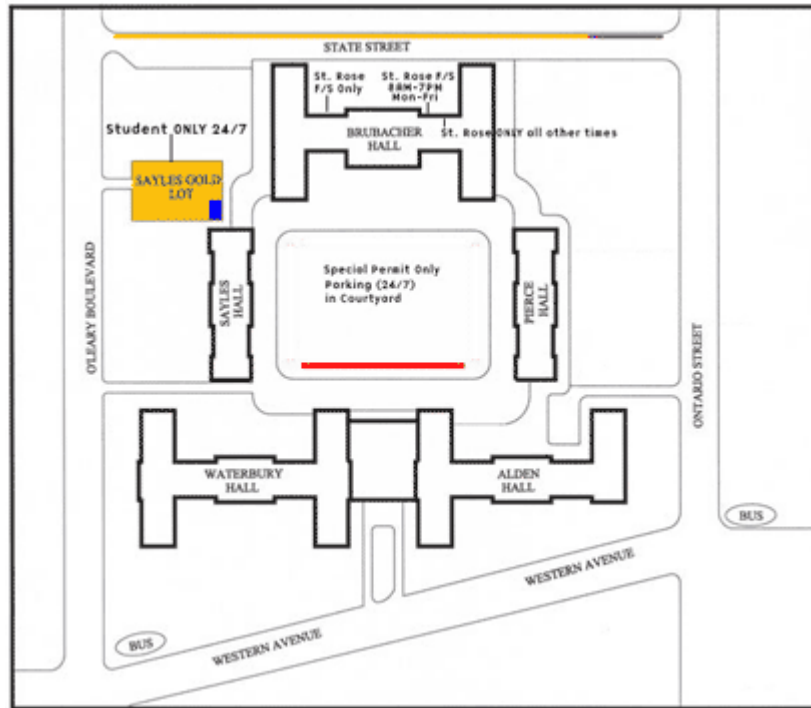 STATE STREET
St. Rose
F/S Only
St. Rose F/S
8AM-7PM
Mon-Fri
Student ONLY 24/7
BRUBACHER
HALL
St. Rose ONLY all other times
SAYLES GOLD
LOT
Special Permit Only
Parking (24/7)
in Courtyard
SAYLES
HALL
PIERCE
HALL
O'LEARY BOULEVARD
ONTARIO STREET
WATERBURY
HALL
ALDEN
HALL
BUS
WESTERN AVENUE
BUS
WESTERN AVENUE